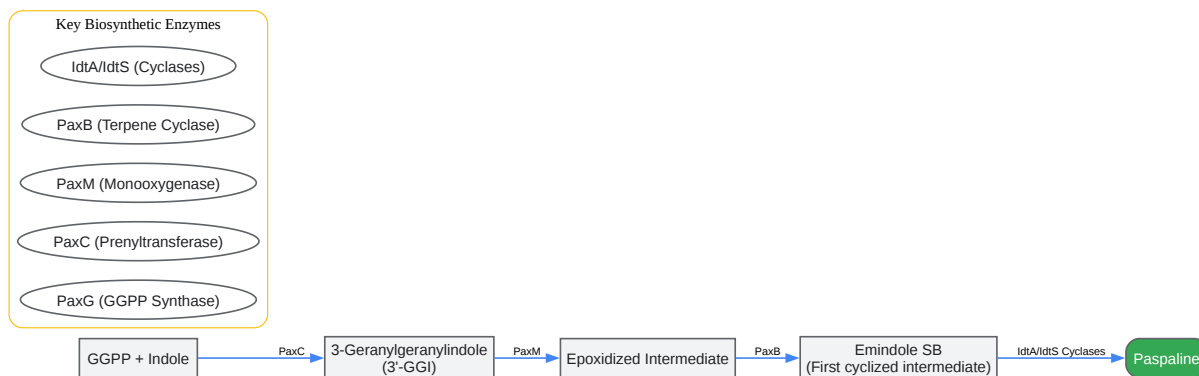 Key Biosynthetic Enzymes
IdtA/IdtS (Cyclases)
PaxB (Terpene Cyclase)
PaxM (Monooxygenase)
PaxC (Prenyltransferase)
PaxG (GGPP Synthase)
GGPP + Indole
PaxC
3-Geranylgeranylindole
(3'-GGI)
PaxM
Epoxidized Intermediate
PaxB
Emindole SB
(First cyclized intermediate)
IdtA/IdtS Cyclases
Paspaline